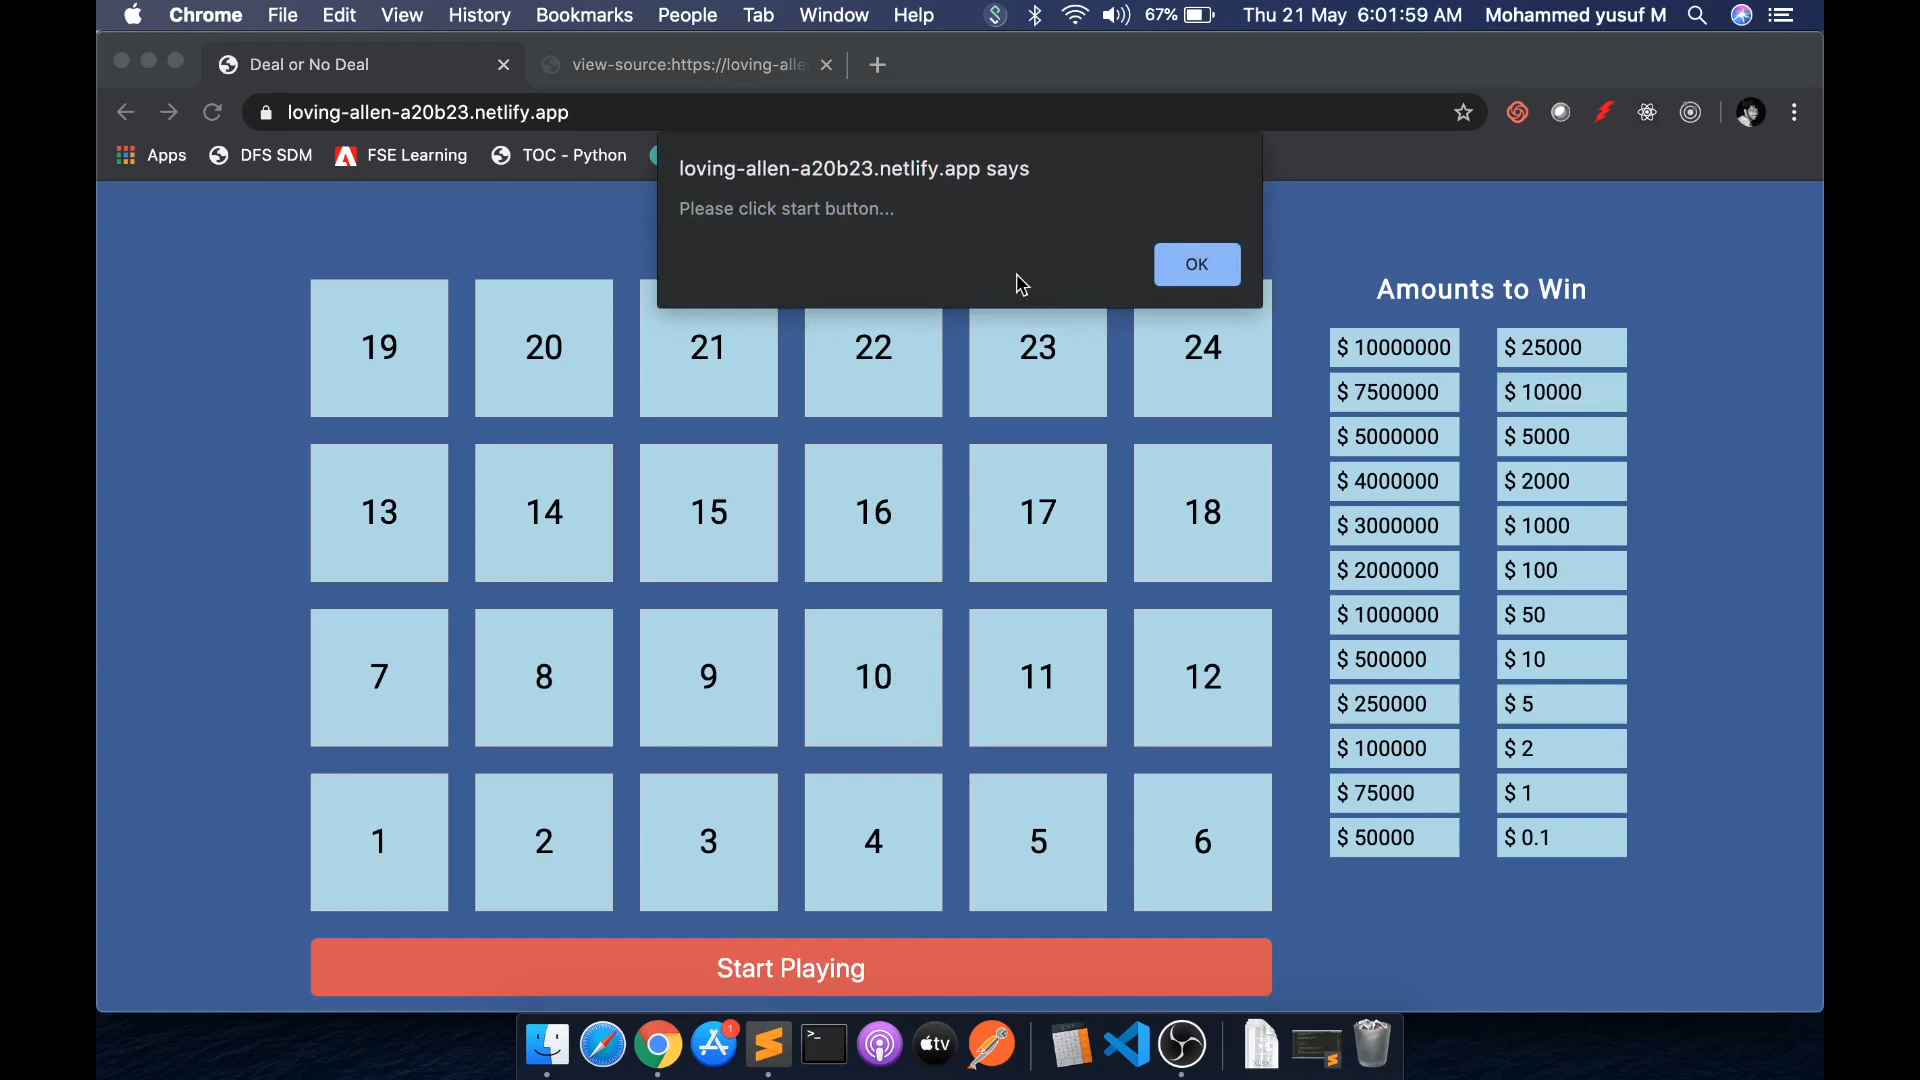 Chrome File Edit View History Bookmarks People Tab Window Help 67% Thu 21 May 6:01:59 AM Mohammed yusuf M
Deal or No Deal view-source:https://loving-alle
loving-allen-a20b23.netlify.app
Apps DFS SDM FSE Learning TOC - Python
loving-allen-a20b23.netlify.app says
Please click start button...
OK
Amounts to Win
19 20 21 22 23 24
13 14 15 16 17 18
7 8 9 10 11 12
1 2 3 4 5 6
$ 10000000 $ 25000
$ 7500000 $ 10000
$ 5000000 $ 5000
$ 4000000 $ 2000
$ 3000000 $ 1000
$ 2000000 $ 100
$ 1000000 $ 50
$ 500000 $ 10
$ 250000 $ 5
$ 100000 $ 2
$ 75000 $ 1
$ 50000 $ 0.1
Start Playing
1
>_
tv